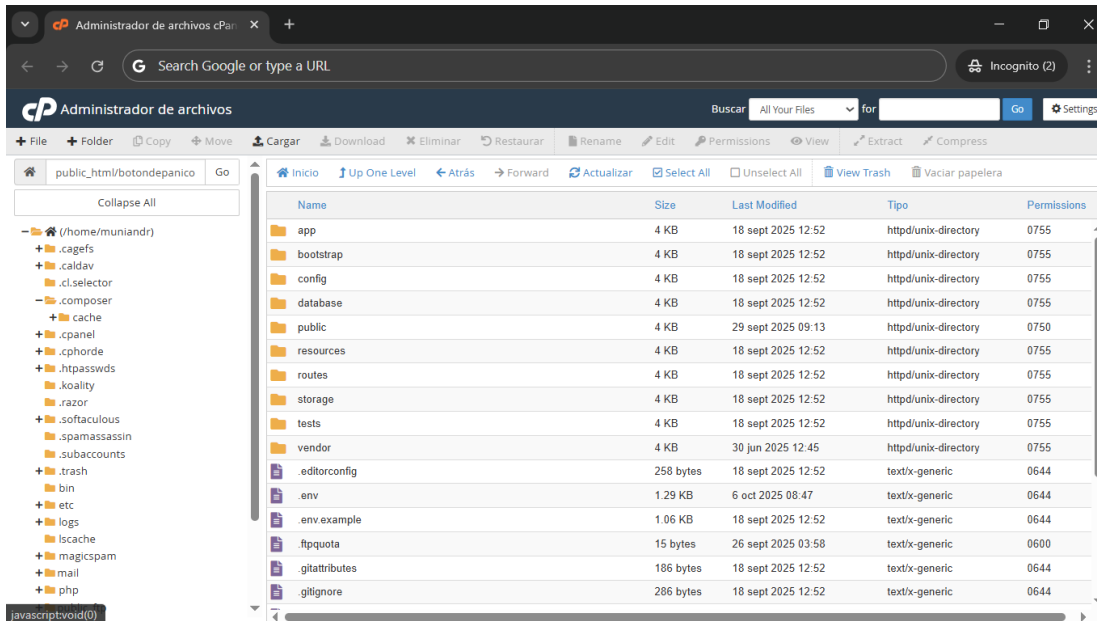 Administrador de archivos cPan
Search Google or type a URL
Incognito (2)
cP Administrador de archivos
Buscar All Your Files for Go Settings
File Folder Copy Move Cargar Download Eliminar Restaurar Rename Edit Permissions View Extract Compress
public_html/botondepanico Go
Inicio Up One Level Atrás Forward Actualizar Select All Unselect All View Trash Vaciar papelera
Collapse All
(/home/muniandr)
.cagefs
.caldav
.cl.selector
.composer
cache
.cpanel
.cphorde
.htpasswds
.koality
.razor
.softaculous
.spamassassin
.subaccounts
.trash
bin
etc
logs
lscache
magicspam
mail
php
javascript:void(0)
Name Size Last Modified Tipo Permissions
app 4 KB 18 sept 2025 12:52 httpd/unix-directory 0755
bootstrap 4 KB 18 sept 2025 12:52 httpd/unix-directory 0755
config 4 KB 18 sept 2025 12:52 httpd/unix-directory 0755
database 4 KB 18 sept 2025 12:52 httpd/unix-directory 0755
public 4 KB 29 sept 2025 09:13 httpd/unix-directory 0750
resources 4 KB 18 sept 2025 12:52 httpd/unix-directory 0755
routes 4 KB 18 sept 2025 12:52 httpd/unix-directory 0755
storage 4 KB 18 sept 2025 12:52 httpd/unix-directory 0755
tests 4 KB 18 sept 2025 12:52 httpd/unix-directory 0755
vendor 4 KB 30 jun 2025 12:45 httpd/unix-directory 0755
.editorconfig 258 bytes 18 sept 2025 12:52 text/x-generic 0644
.env 1.29 KB 6 oct 2025 08:47 text/x-generic 0644
.env.example 1.06 KB 18 sept 2025 12:52 text/x-generic 0644
.ftpquota 15 bytes 26 sept 2025 03:58 text/x-generic 0600
.gitattributes 186 bytes 18 sept 2025 12:52 text/x-generic 0644
.gitignore 286 bytes 18 sept 2025 12:52 text/x-generic 0644